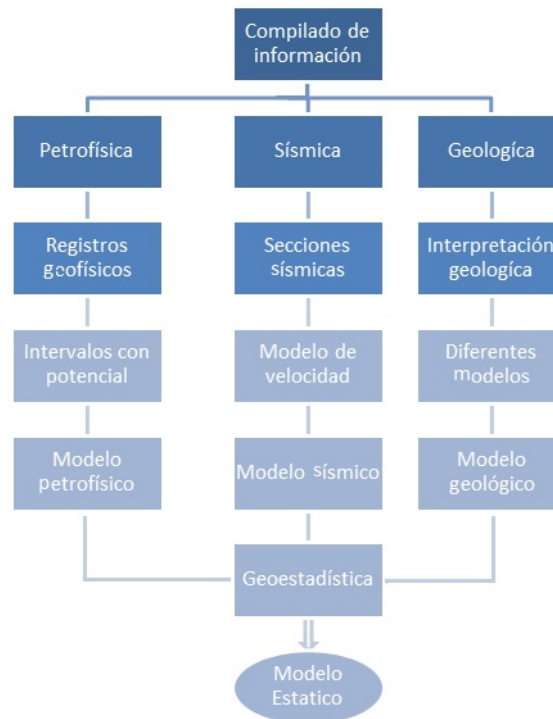 Compilado de
información
Petrofísica
Sísmica
Geologíca
Registros
geofísicos
Secciones
sísmicas
Interpretación
geologíca
Intervalos con
potencial
Modelo de
velocidad
Diferentes
modelos
Modelo
petrofísico
Modelo sísmico
Modelo
geológico
Geoestadística
Modelo
Estatico